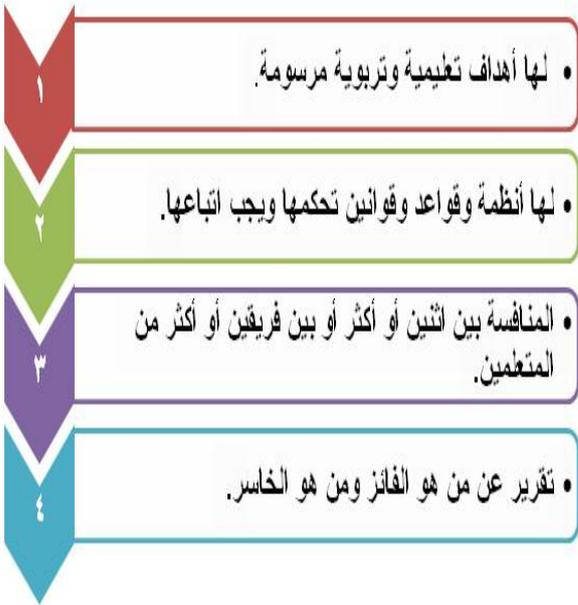 ١
• لها أهداف تعليمية وتربوية مرسومة.
٢
• لها أنظمة وقواعد وقوانين تحكمها ويجب اتباعها.
٣
• المنافسة بين اثنين أو أكثر أو بين فريقين أو أكثر من
المتعلمين.
٤
• تقرير عن من هو الفائز ومن هو الخاسر.